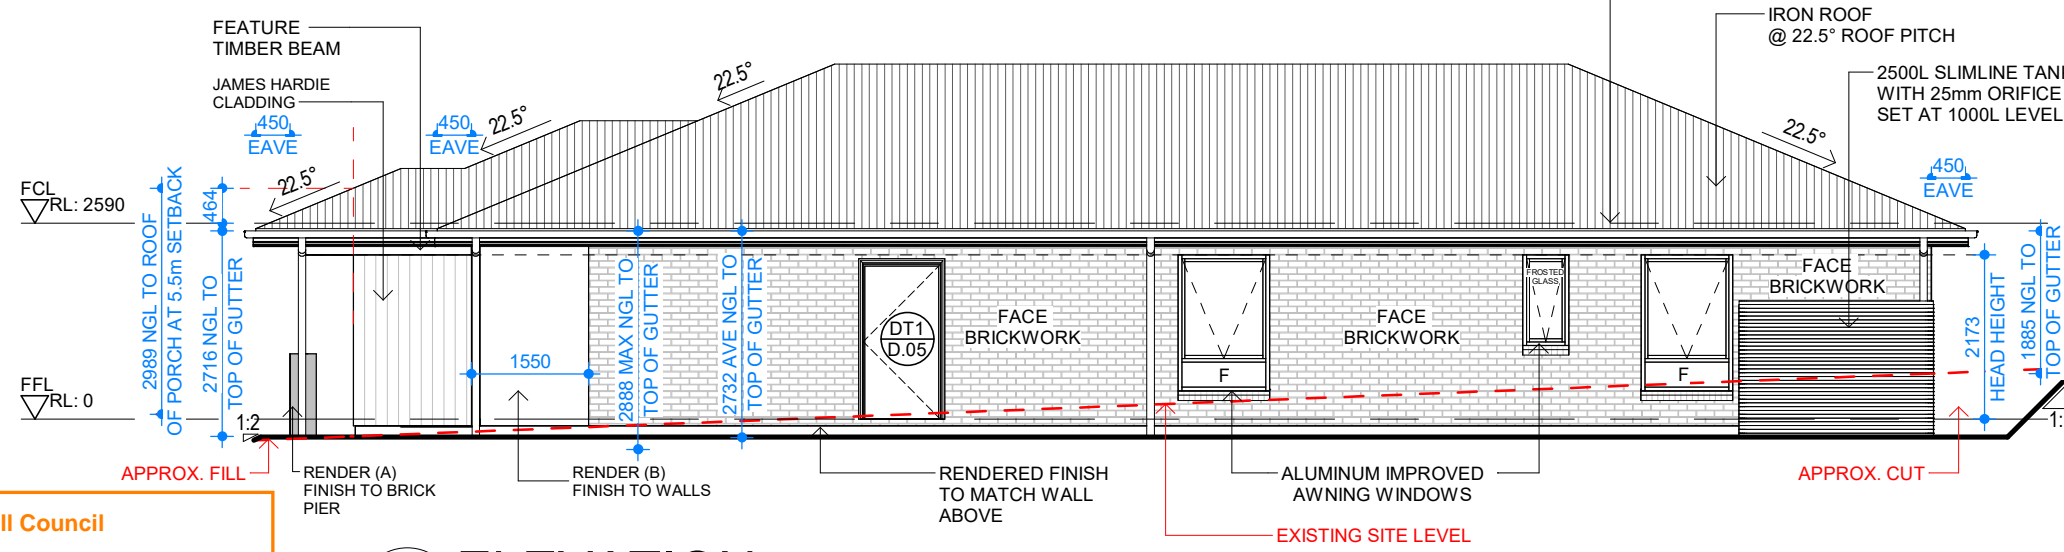 FEATURE
TIMBER BEAM
JAMES HARDIE
CLADDING
450
EAVE
450
EAVE
22.5°
22.5°
22.5°
22.5°
IRON ROOF
@ 22.5° ROOF PITCH
2500L SLIMLINE TANK
WITH 25mm ORIFICE
SET AT 1000L LEVEL
450
EAVE
FCL
RL: 2590
FFL
RL: 0
2989 NGL TO ROOF
OF PORCH AT 5.5m SETBACK
464
2716 NGL TO
TOP OF GUTTER
1550
2888 MAX NGL TO
TOP OF GUTTER
2732 AVE NGL TO
TOP OF GUTTER
DT1
D.05
FACE
BRICKWORK
FACE
BRICKWORK
FROSTED
GLASS
FACE
BRICKWORK
F
F
2173
HEAD HEIGHT
1885 NGL TO
TOP OF GUTTER
1:2
1:
APPROX. FILL
RENDER (A)
FINISH TO BRICK
PIER
RENDER (B)
FINISH TO WALLS
RENDERED FINISH
TO MATCH WALL
ABOVE
ALUMINUM IMPROVED
AWNING WINDOWS
EXISTING SITE LEVEL
APPROX. CUT
ll Council
ELEVATION